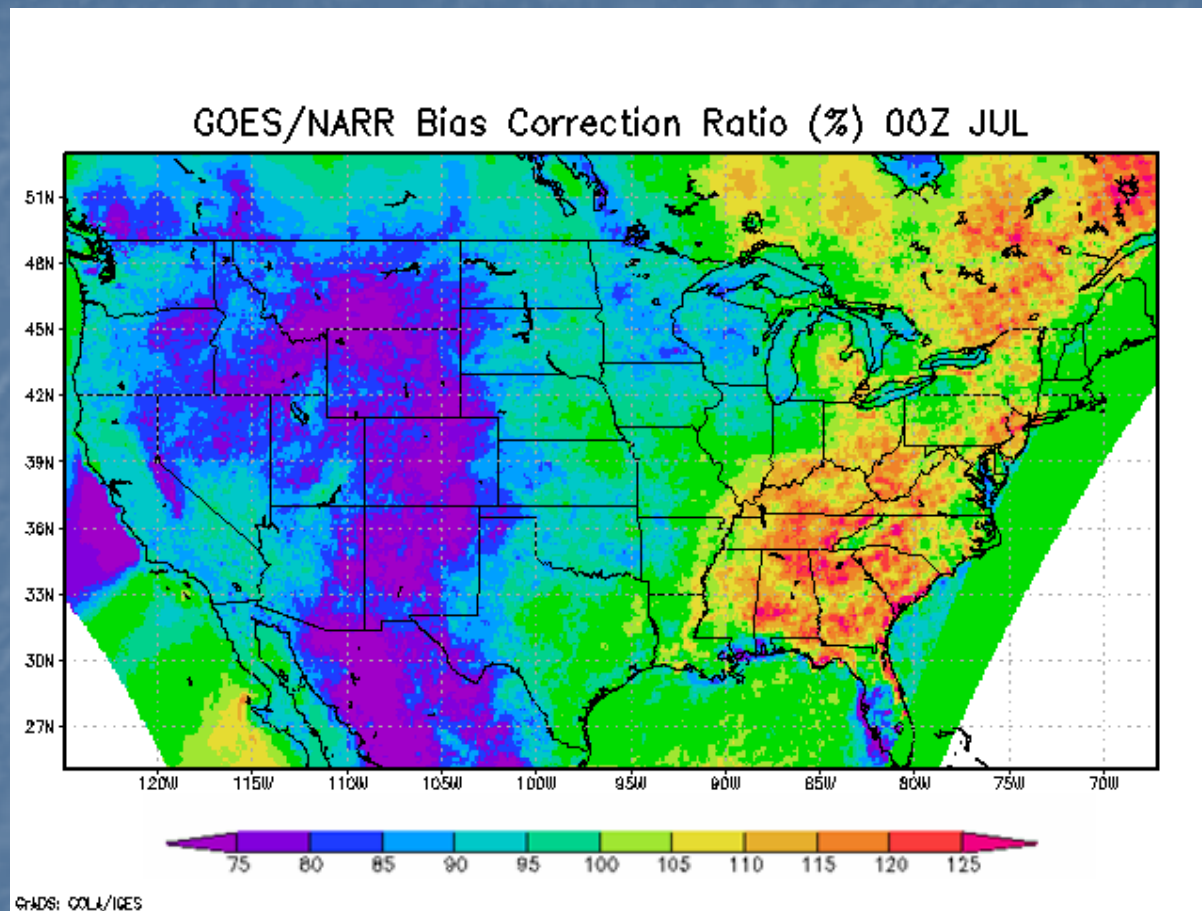 GOES/NARR Bias Correction Ratio (%) 00Z JUL
51N
48N
45N
42N
39N
36N
33N
30N
27N
120W 115W 110W 105W 100W 95W 90W 85W 80W 75W 70W
75 80 85 90 95 100 105 110 115 120 125
GrADS: COLA/IGES